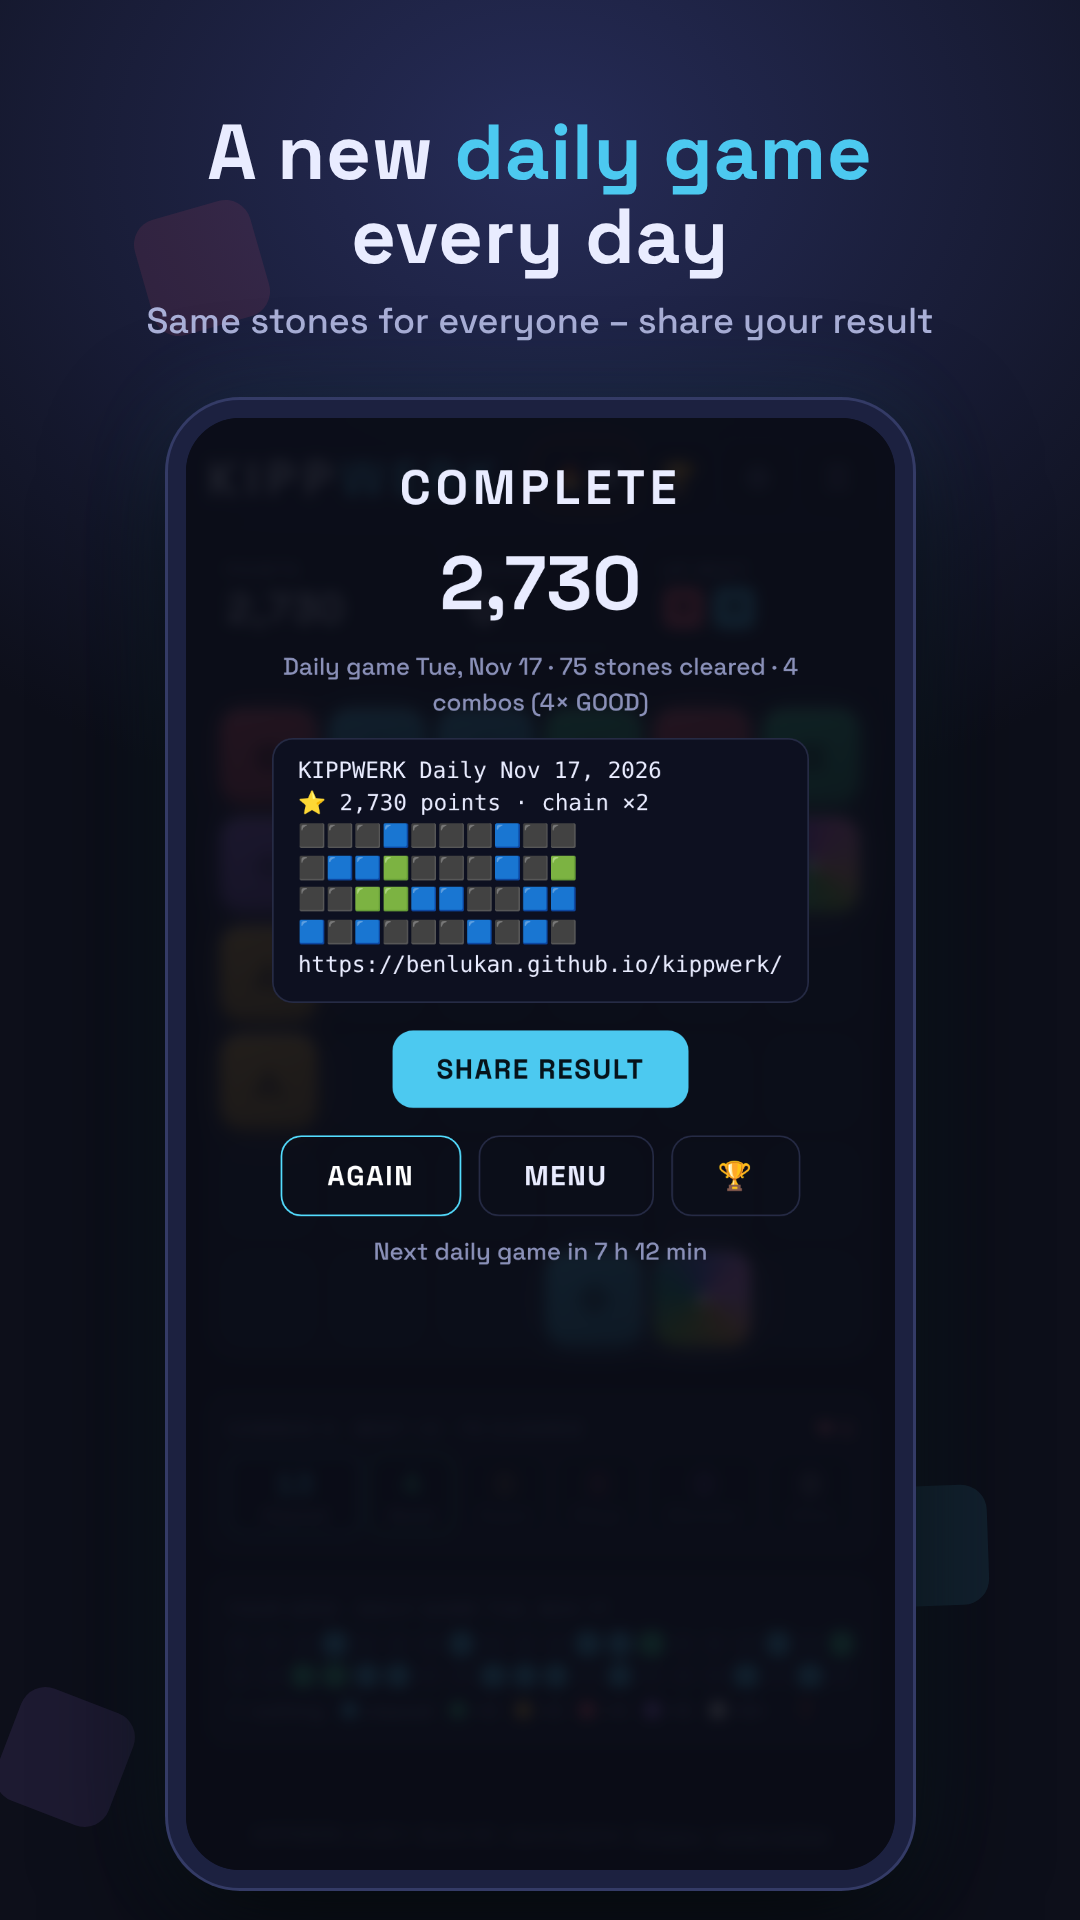 A new daily game
every day
Same stones for everyone – share your result
COMPLETE
2,730
Daily game Tue, Nov 17 · 75 stones cleared · 4
combos (4× GOOD)
KIPPWERK Daily Nov 17, 2026
⭐ 2,730 points · chain ×2
⬛⬛⬛🟦⬛⬛⬛🟦⬛⬛
⬛🟦🟦🟩⬛⬛⬛🟦⬛🟩
⬛⬛🟩🟩🟦🟦⬛⬛🟦🟦
🟦⬛🟦⬛⬛⬛🟦⬛🟦⬛
https://benlukan.github.io/kippwerk/
SHARE RESULT
AGAIN MENU 🏆
Next daily game in 7 h 12 min